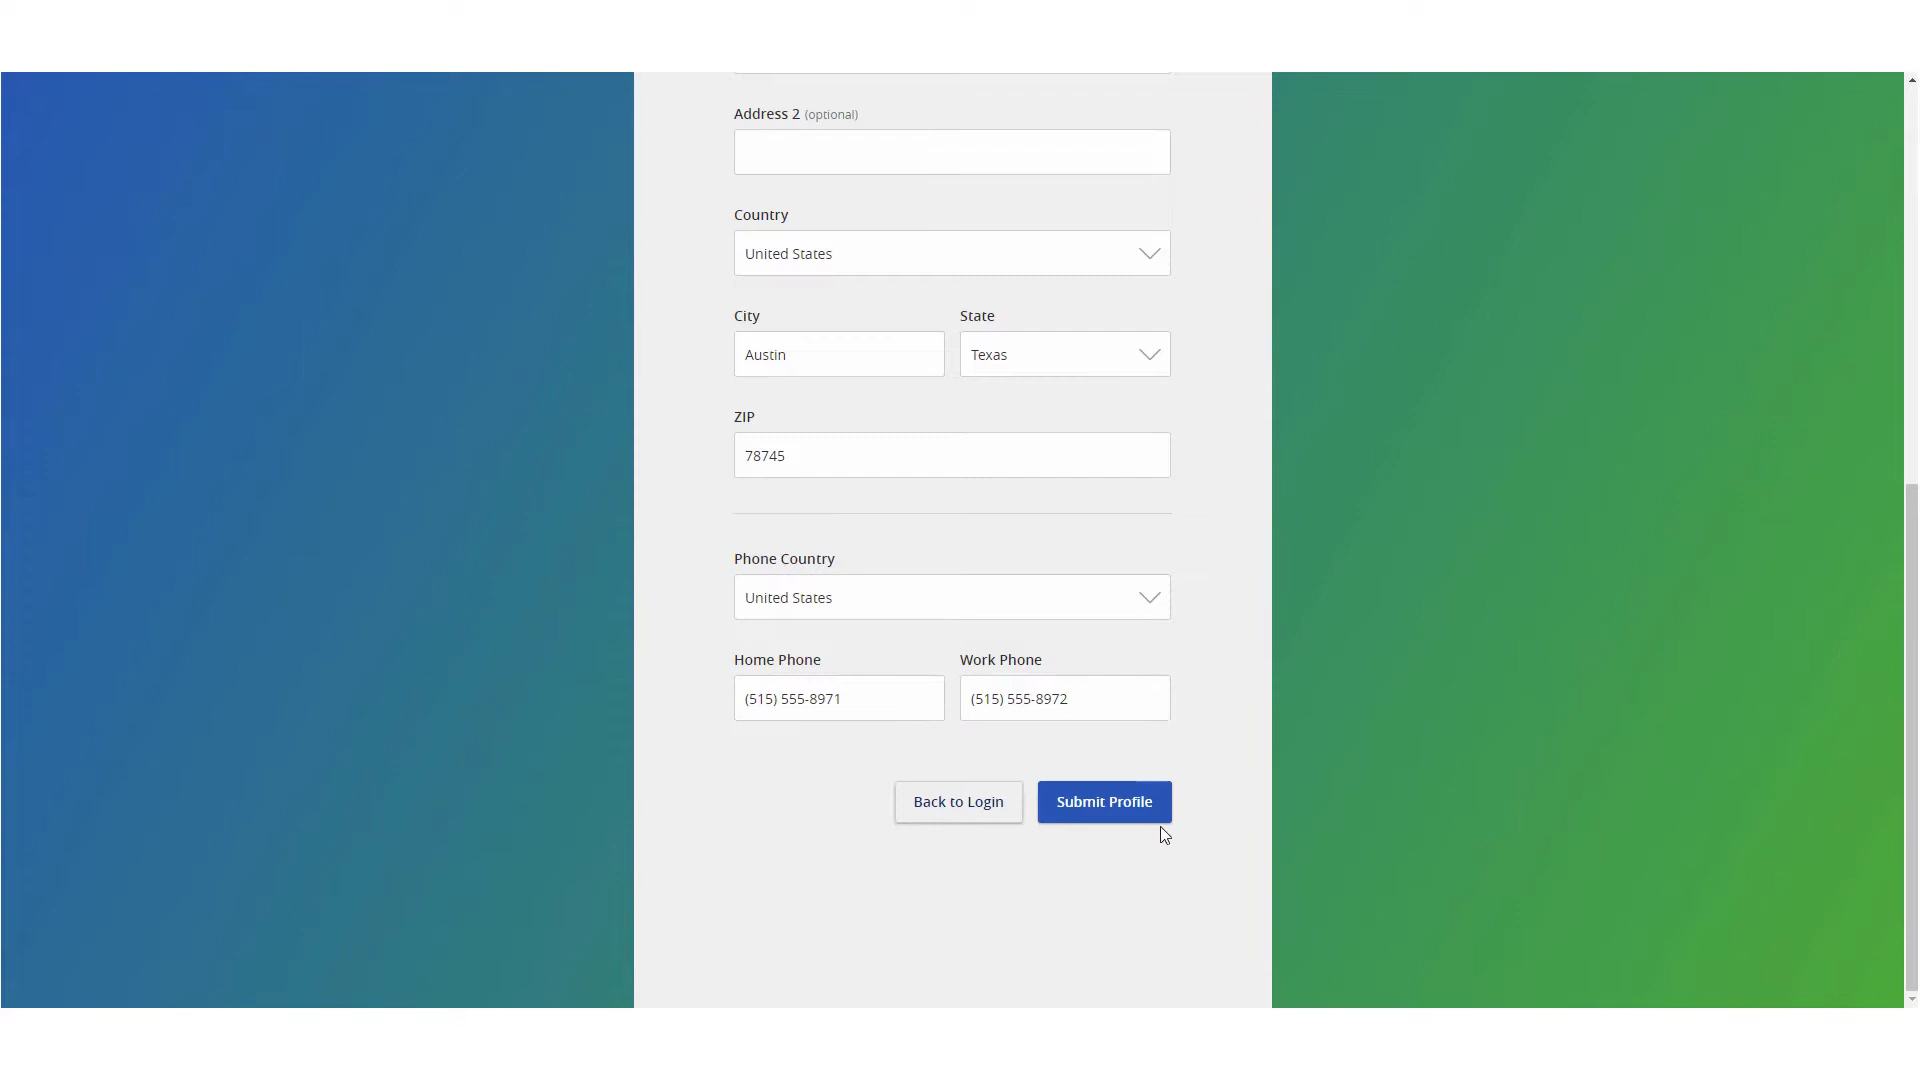 Address 2 (optional)
Country
United States
City State
Austin Texas
ZIP
78745
Phone Country
United States
Home Phone Work Phone
(515) 555-8971 (515) 555-8972
Back to Login Submit Profile